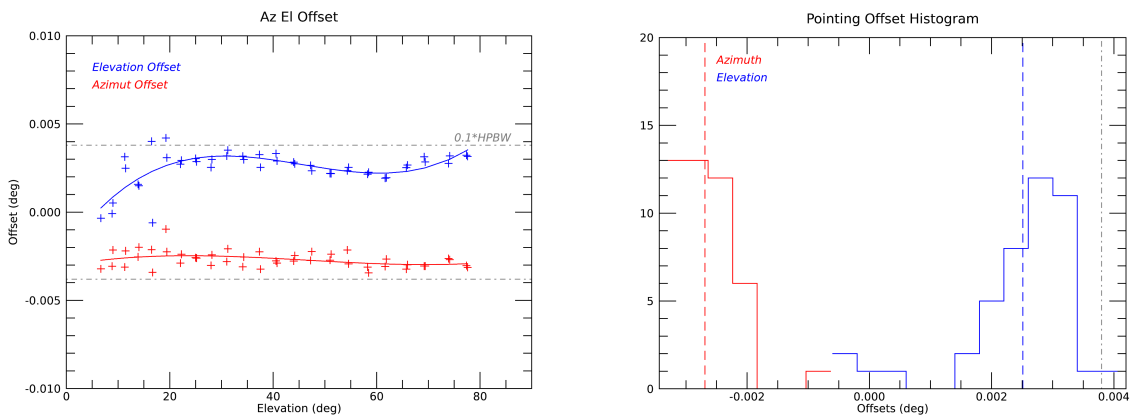 Az El Offset
0.010
Elevation Offset
Azimut Offset
0.005
0.1*HPBW
0.000
Offset (deg)
-0.005
-0.010
0 20 40 60 80
Elevation (deg)
Pointing Offset Histogram
20
Azimuth
Elevation
15
10
5
0
-0.002 0.000 0.002 0.004
Offsets (deg)